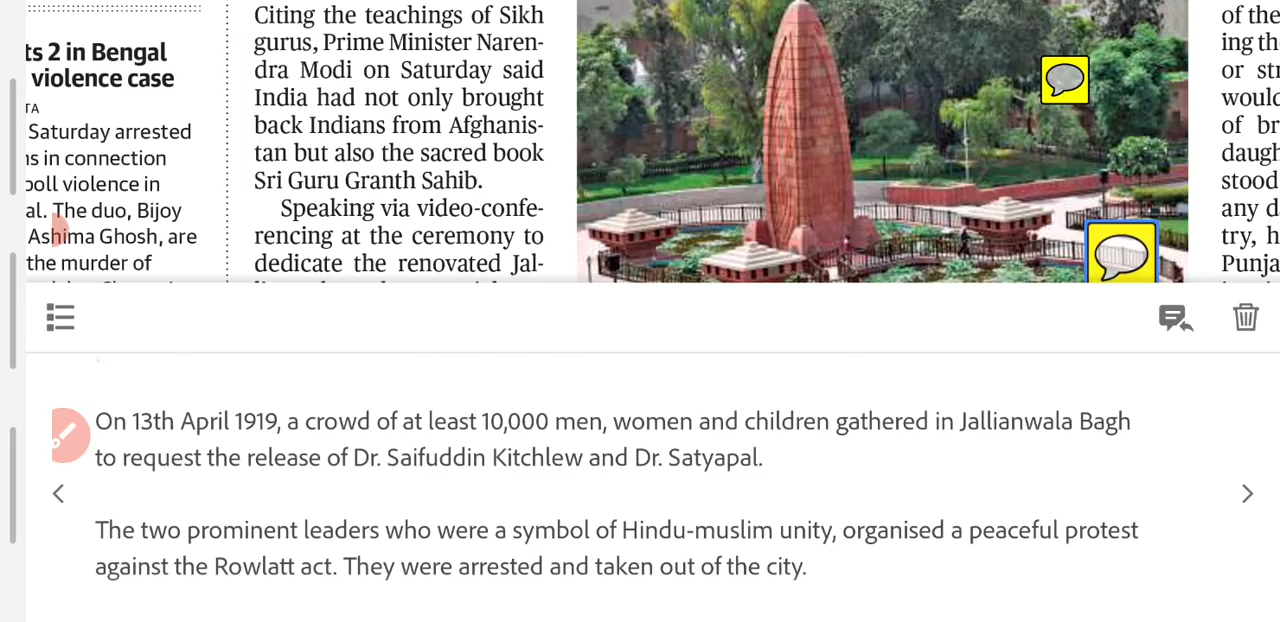 ts 2 in Bengal
violence case
TA
Saturday arrested
ns in connection
poll violence in
al. The duo, Bijoy
Ashima Ghosh, are
the murder of
Citing the teachings of Sikh
gurus, Prime Minister Naren-
dra Modi on Saturday said
India had not only brought
back Indians from Afghanis-
tan but also the sacred book
Sri Guru Granth Sahib.
Speaking via video-confe-
rencing at the ceremony to
dedicate the renovated Jal-
of the
ing th
or str
would
of br
daugh
stood
any d
try, h
Punja
On 13th April 1919, a crowd of at least 10,000 men, women and children gathered in Jallianwala Bagh
to request the release of Dr. Saifuddin Kitchlew and Dr. Satyapal.
The two prominent leaders who were a symbol of Hindu-muslim unity, organised a peaceful protest
against the Rowlatt act. They were arrested and taken out of the city.